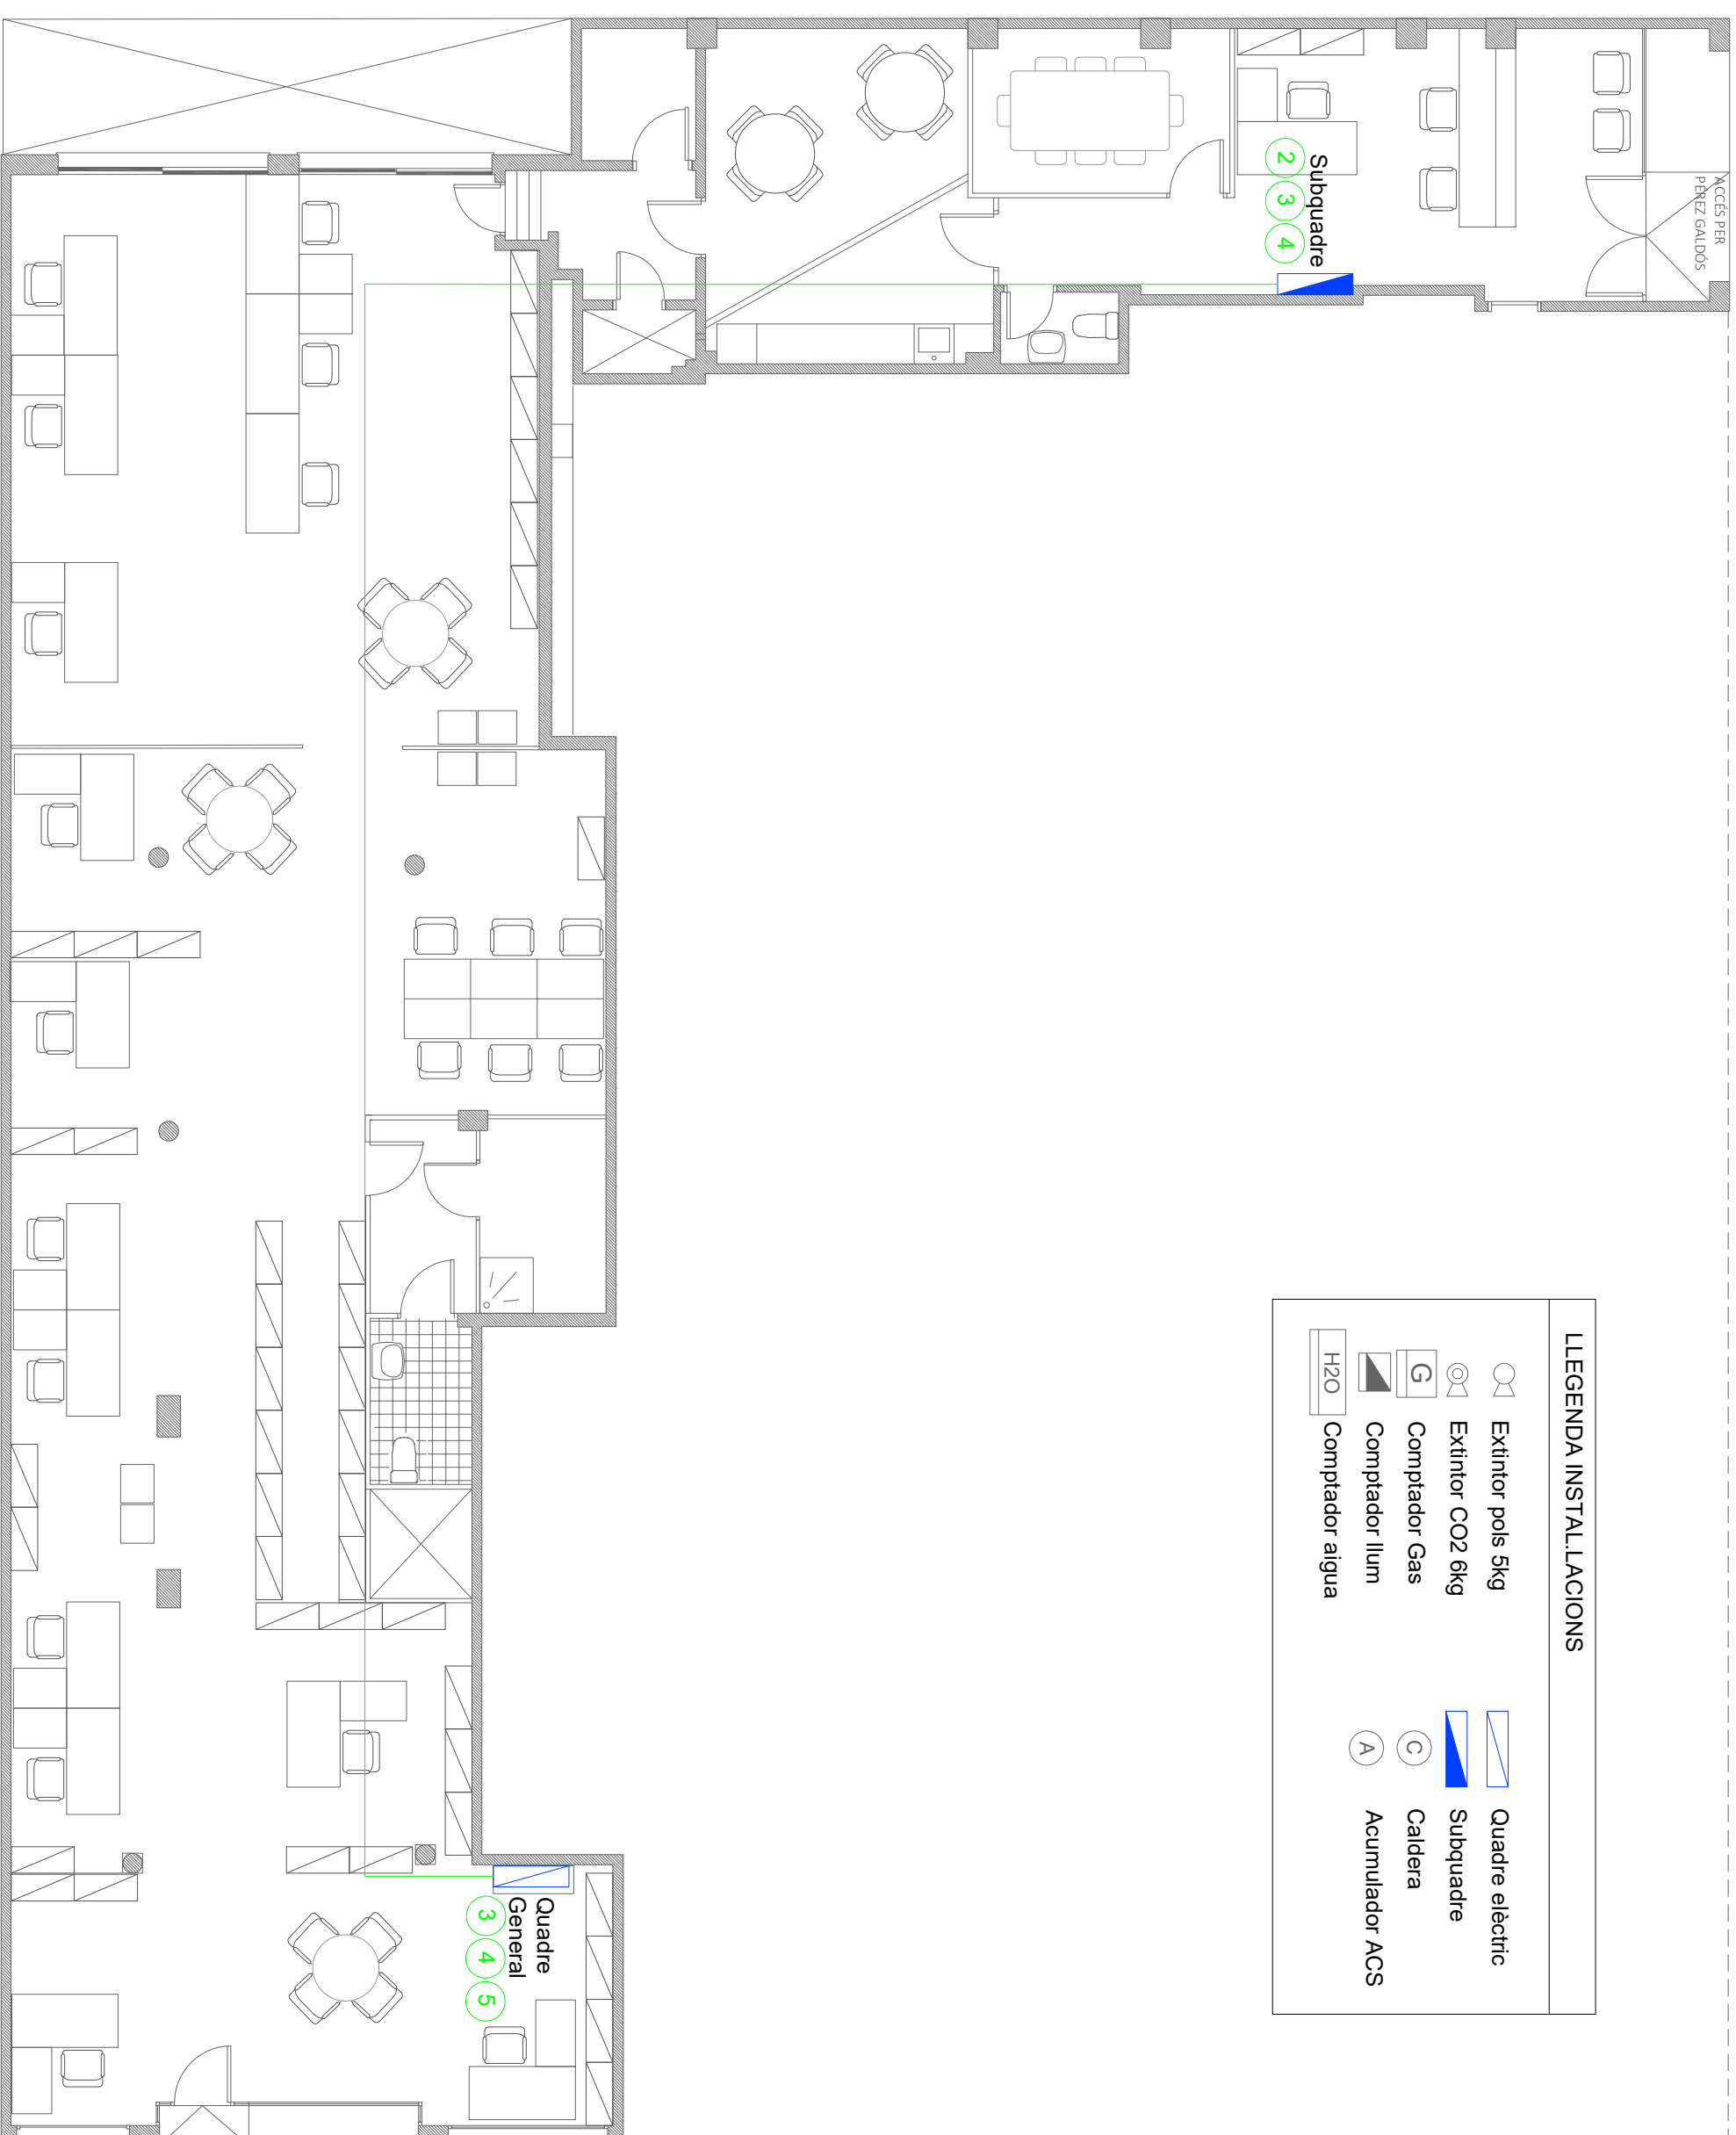 ACCÉS PER
PÉREZ GALDÓS
Subquadre
2 3 4
LLEGENDA INSTAL.LACIONS
Extintor pols 5kg
Extintor CO2 6kg
G Comptador Gas
Comptador llum
H2O Comptador aigua
Quadre elèctric
Subquadre
C Caldera
A Acumulador ACS
Quadre
General
3 4 5